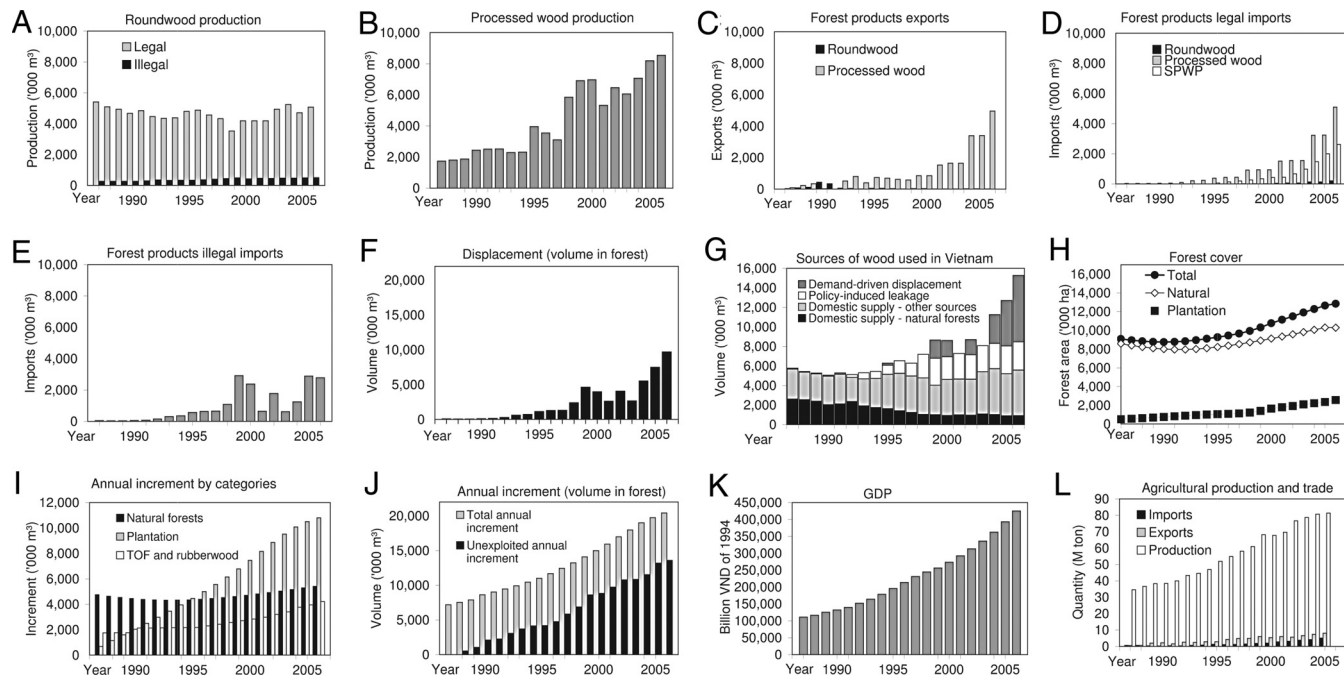 A
Roundwood production
Production ('000 m³)
10,000
8,000
6,000
4,000
2,000
0
Legal
Illegal
Year 1990 1995 2000 2005
B
Processed wood production
Production ('000 m³)
10,000
8,000
6,000
4,000
2,000
0
Year 1990 1995 2000 2005
C
Forest products exports
Exports ('000 m³)
10,000
8,000
6,000
4,000
2,000
0
Roundwood
Processed wood
Year 1990 1995 2000 2005
D
Forest products legal imports
Imports ('000 m³)
10,000
8,000
6,000
4,000
2,000
0
Roundwood
Processed wood
SPWP
Year 1990 1995 2000 2005
E
Forest products illegal imports
Imports ('000 m³)
10,000
8,000
6,000
4,000
2,000
0
Year 1990 1995 2000 2005
F
Displacement (volume in forest)
Volume ('000 m³)
20,000
15,000
10,000
5,000
0
Year 1990 1995 2000 2005
G
Sources of wood used in Vietnam
Volume ('000 m³)
16,000
14,000
12,000
10,000
8,000
6,000
4,000
2,000
0
Demand-driven displacement
Policy-induced leakage
Domestic supply - other sources
Domestic supply - natural forests
Year 1990 1995 2000 2005
H
Forest cover
Forest area ('000 ha)
16,000
14,000
12,000
10,000
8,000
6,000
4,000
2,000
0
Total
Natural
Plantation
Year 1990 1995 2000 2005
I
Annual increment by categories
Increment ('000 m³)
12,000
10,000
8,000
6,000
4,000
2,000
0
Natural forests
Plantation
TOF and rubberwood
Year 1990 1995 2000 2005
J
Annual increment (volume in forest)
Volume ('000 m³)
20,000
15,000
10,000
5,000
0
Total annual
increment
Unexploited annual
increment
Year 1990 1995 2000 2005
K
GDP
Billion VND of 1994
450,000
400,000
350,000
300,000
250,000
200,000
150,000
100,000
50,000
0
Year 1990 1995 2000 2005
L
Agricultural production and trade
Quantity (M ton)
90
80
70
60
50
40
30
20
10
0
Imports
Exports
Production
Year 1990 1995 2000 2005